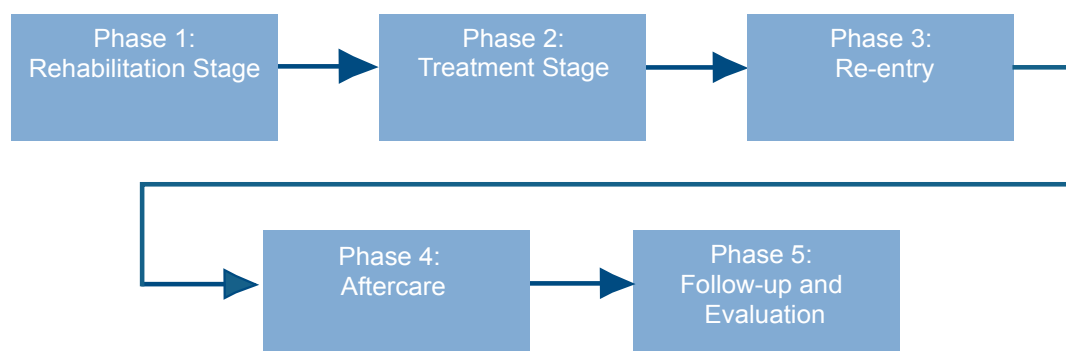 Phase 1:
Rehabilitation Stage
Phase 2:
Treatment Stage
Phase 3:
Re-entry
Phase 4:
Aftercare
Phase 5:
Follow-up and
Evaluation